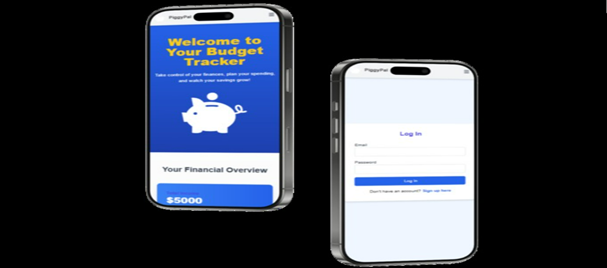 PiggyPal
Welcome to
Your Budget
Tracker
Take control of your finances, plan your spending,
and watch your savings grow!
Your Financial Overview
$5000
PiggyPal
Log In
Email
Password
Log In
Don't have an account? Sign up here